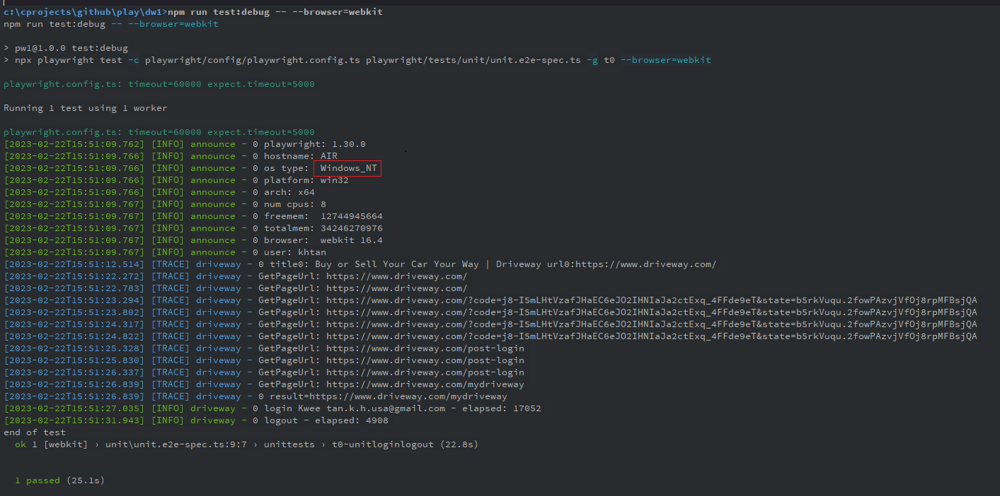 c:\cprojects\github\play\dw1>npm run test:debug -- --browser=webkit
npm run test:debug -- --browser=webkit
> pw1@1.0.0 test:debug
> npx playwright test -c playwright/config/playwright.config.ts playwright/tests/unit/unit.e2e-spec.ts -g t0 --browser=webkit
playwright.config.ts: timeout=60000 expect.timeout=5000
Running 1 test using 1 worker
playwright.config.ts: timeout=60000 expect.timeout=5000
[2023-02-22T15:51:09.762] [INFO] announce - 0 playwright: 1.30.0
[2023-02-22T15:51:09.766] [INFO] announce - 0 hostname: AIR
[2023-02-22T15:51:09.766] [INFO] announce - 0 os type:  Windows_NT
[2023-02-22T15:51:09.766] [INFO] announce - 0 platform: win32
[2023-02-22T15:51:09.766] [INFO] announce - 0 arch: x64
[2023-02-22T15:51:09.767] [INFO] announce - 0 num cpus: 8
[2023-02-22T15:51:09.767] [INFO] announce - 0 freemem:  12744945664
[2023-02-22T15:51:09.767] [INFO] announce - 0 totalmem: 34246270976
[2023-02-22T15:51:09.767] [INFO] announce - 0 browser:  webkit 16.4
[2023-02-22T15:51:09.767] [INFO] announce - 0 user: khtan
[2023-02-22T15:51:12.514] [TRACE] driveway - 0 title0: Buy or Sell Your Car Your Way | Driveway url0:https://www.driveway.com/
[2023-02-22T15:51:22.272] [TRACE] driveway - GetPageUrl: https://www.driveway.com/
[2023-02-22T15:51:22.783] [TRACE] driveway - GetPageUrl: https://www.driveway.com/
[2023-02-22T15:51:23.294] [TRACE] driveway - GetPageUrl: https://www.driveway.com/?code=j8-I5mLHtVzafJHaEC6eJO2IHNIaJa2ctExq_4FFde9eT&state=b5rkVuqu.2fowPAzvjVfOj8rpMFBsjQA
[2023-02-22T15:51:23.802] [TRACE] driveway - GetPageUrl: https://www.driveway.com/?code=j8-I5mLHtVzafJHaEC6eJO2IHNIaJa2ctExq_4FFde9eT&state=b5rkVuqu.2fowPAzvjVfOj8rpMFBsjQA
[2023-02-22T15:51:24.317] [TRACE] driveway - GetPageUrl: https://www.driveway.com/?code=j8-I5mLHtVzafJHaEC6eJO2IHNIaJa2ctExq_4FFde9eT&state=b5rkVuqu.2fowPAzvjVfOj8rpMFBsjQA
[2023-02-22T15:51:24.822] [TRACE] driveway - GetPageUrl: https://www.driveway.com/?code=j8-I5mLHtVzafJHaEC6eJO2IHNIaJa2ctExq_4FFde9eT&state=b5rkVuqu.2fowPAzvjVfOj8rpMFBsjQA
[2023-02-22T15:51:25.328] [TRACE] driveway - GetPageUrl: https://www.driveway.com/post-login
[2023-02-22T15:51:25.830] [TRACE] driveway - GetPageUrl: https://www.driveway.com/post-login
[2023-02-22T15:51:26.337] [TRACE] driveway - GetPageUrl: https://www.driveway.com/post-login
[2023-02-22T15:51:26.839] [TRACE] driveway - GetPageUrl: https://www.driveway.com/mydriveway
[2023-02-22T15:51:26.839] [TRACE] driveway - 0 result=https://www.driveway.com/mydriveway
[2023-02-22T15:51:27.035] [INFO] driveway - 0 login Kwee tan.k.h.usa@gmail.com - elapsed: 17052
[2023-02-22T15:51:31.943] [INFO] driveway - 0 logout - elapsed: 4908
end of test
ok 1 [webkit] › unit\unit.e2e-spec.ts:9:7 › unittests › t0-unitloginlogout (22.8s)
1 passed (25.1s)